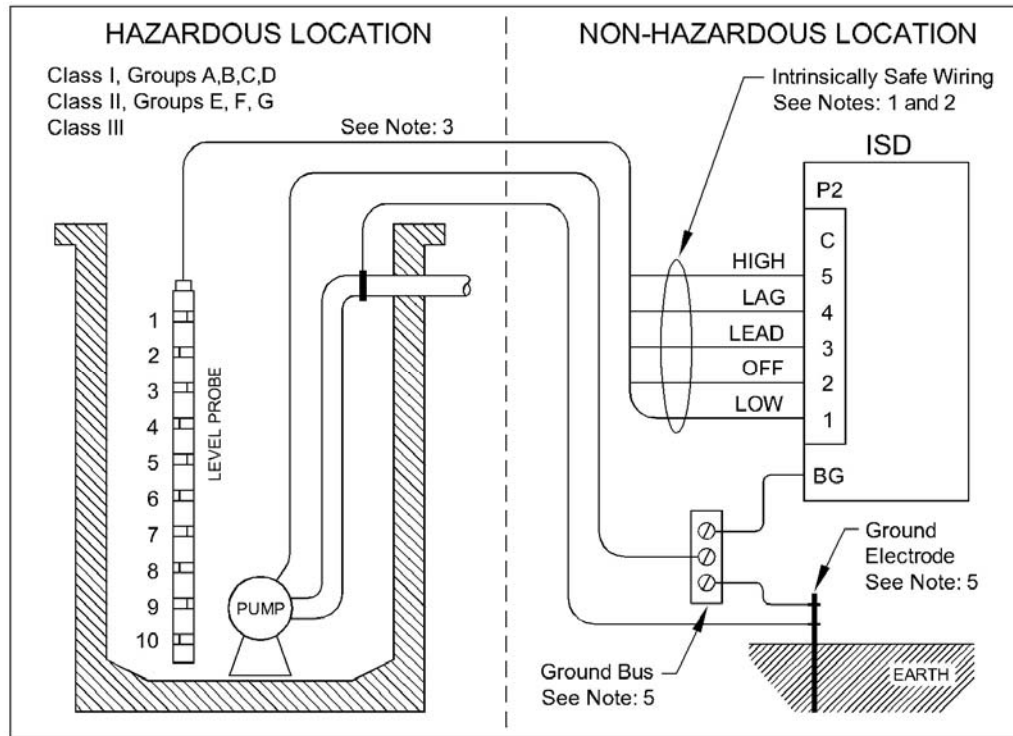 HAZARDOUS LOCATION
Class I, Groups A,B,C,D
Class II, Groups E, F, G
Class III
See Note: 3
NON-HAZARDOUS LOCATION
Intrinsically Safe Wiring
See Notes: 1 and 2
ISD
P2
C
HIGH 5
LAG 4
LEAD 3
OFF 2
LOW 1
BG
1
2
3
4
5
6
7
8
9
10
LEVEL PROBE
PUMP
Ground
Electrode
See Note: 5
Ground Bus
See Note: 5
EARTH